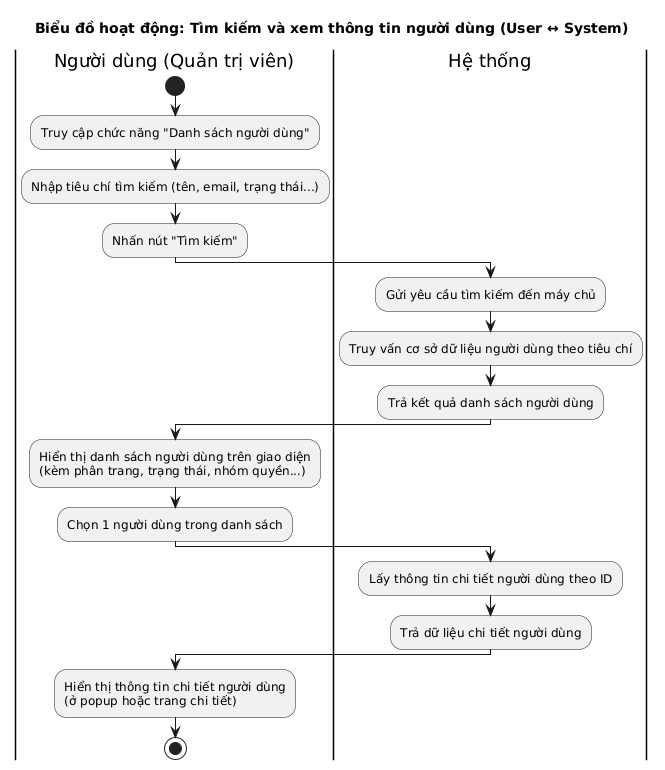 Biểu đồ hoạt động: Tìm kiếm và xem thông tin người dùng (User ↔ System)
Người dùng (Quản trị viên)
Hệ thống
Truy cập chức năng "Danh sách người dùng"
Nhập tiêu chí tìm kiếm (tên, email, trạng thái...)
Nhấn nút "Tìm kiếm"
Gửi yêu cầu tìm kiếm đến máy chủ
Truy vấn cơ sở dữ liệu người dùng theo tiêu chí
Trả kết quả danh sách người dùng
Hiển thị danh sách người dùng trên giao diện
(kèm phân trang, trạng thái, nhóm quyền...)
Chọn 1 người dùng trong danh sách
Lấy thông tin chi tiết người dùng theo ID
Trả dữ liệu chi tiết người dùng
Hiển thị thông tin chi tiết người dùng
(ở popup hoặc trang chi tiết)